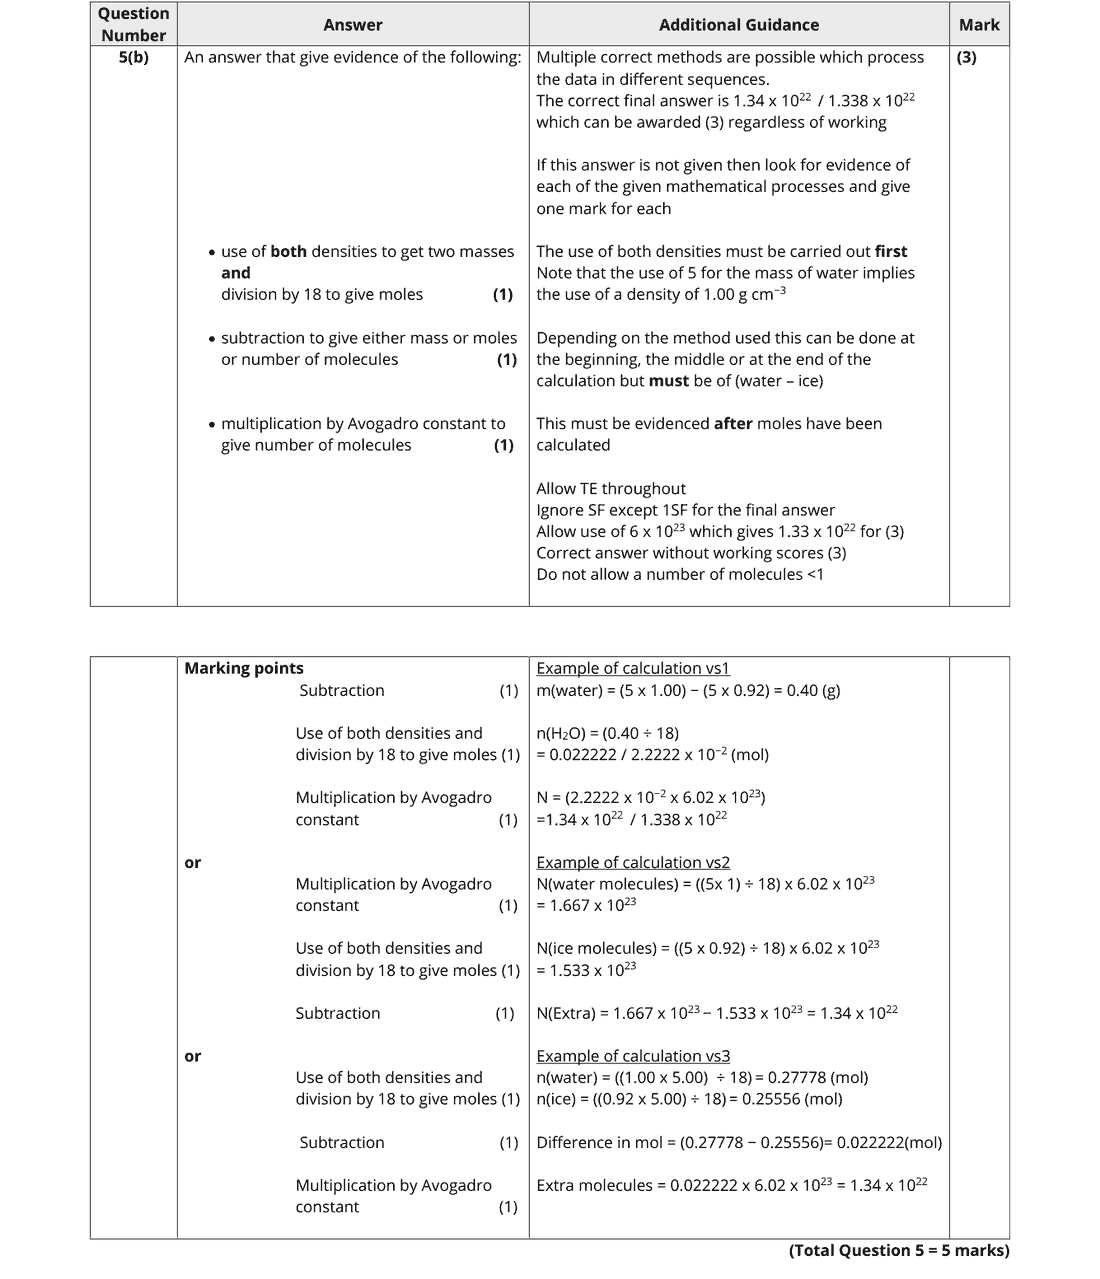 Question Number Answer Additional Guidance Mark
5(b) An answer that give evidence of the following: Multiple correct methods are possible which process (3)
the data in different sequences.
The correct final answer is 1.34 x 10²² / 1.338 x 10²²
which can be awarded (3) regardless of working
If this answer is not given then look for evidence of
each of the given mathematical processes and give
one mark for each
• use of both densities to get two masses The use of both densities must be carried out first
and Note that the use of 5 for the mass of water implies
division by 18 to give moles (1) the use of a density of 1.00 g cm⁻³
• subtraction to give either mass or moles Depending on the method used this can be done at
or number of molecules (1) the beginning, the middle or at the end of the
calculation but must be of (water – ice)
• multiplication by Avogadro constant to This must be evidenced after moles have been
give number of molecules (1) calculated
Allow TE throughout
Ignore SF except 1SF for the final answer
Allow use of 6 x 10²³ which gives 1.33 x 10²² for (3)
Correct answer without working scores (3)
Do not allow a number of molecules <1
Marking points Example of calculation vs1
Subtraction (1) m(water) = (5 x 1.00) − (5 x 0.92) = 0.40 (g)
Use of both densities and n(H₂O) = (0.40 ÷ 18)
division by 18 to give moles (1) = 0.022222 / 2.2222 x 10⁻² (mol)
Multiplication by Avogadro N = (2.2222 x 10⁻² x 6.02 x 10²³)
constant (1) =1.34 x 10²² / 1.338 x 10²²
or Example of calculation vs2
Multiplication by Avogadro N(water molecules) = ((5x 1) ÷ 18) x 6.02 x 10²³
constant (1) = 1.667 x 10²³
Use of both densities and N(ice molecules) = ((5 x 0.92) ÷ 18) x 6.02 x 10²³
division by 18 to give moles (1) = 1.533 x 10²³
Subtraction (1) N(Extra) = 1.667 x 10²³ – 1.533 x 10²³ = 1.34 x 10²²
or Example of calculation vs3
Use of both densities and n(water) = ((1.00 x 5.00) ÷ 18) = 0.27778 (mol)
division by 18 to give moles (1) n(ice) = ((0.92 x 5.00) ÷ 18) = 0.25556 (mol)
Subtraction (1) Difference in mol = (0.27778 − 0.25556)= 0.022222(mol)
Multiplication by Avogadro Extra molecules = 0.022222 x 6.02 x 10²³ = 1.34 x 10²²
constant (1)
(Total Question 5 = 5 marks)